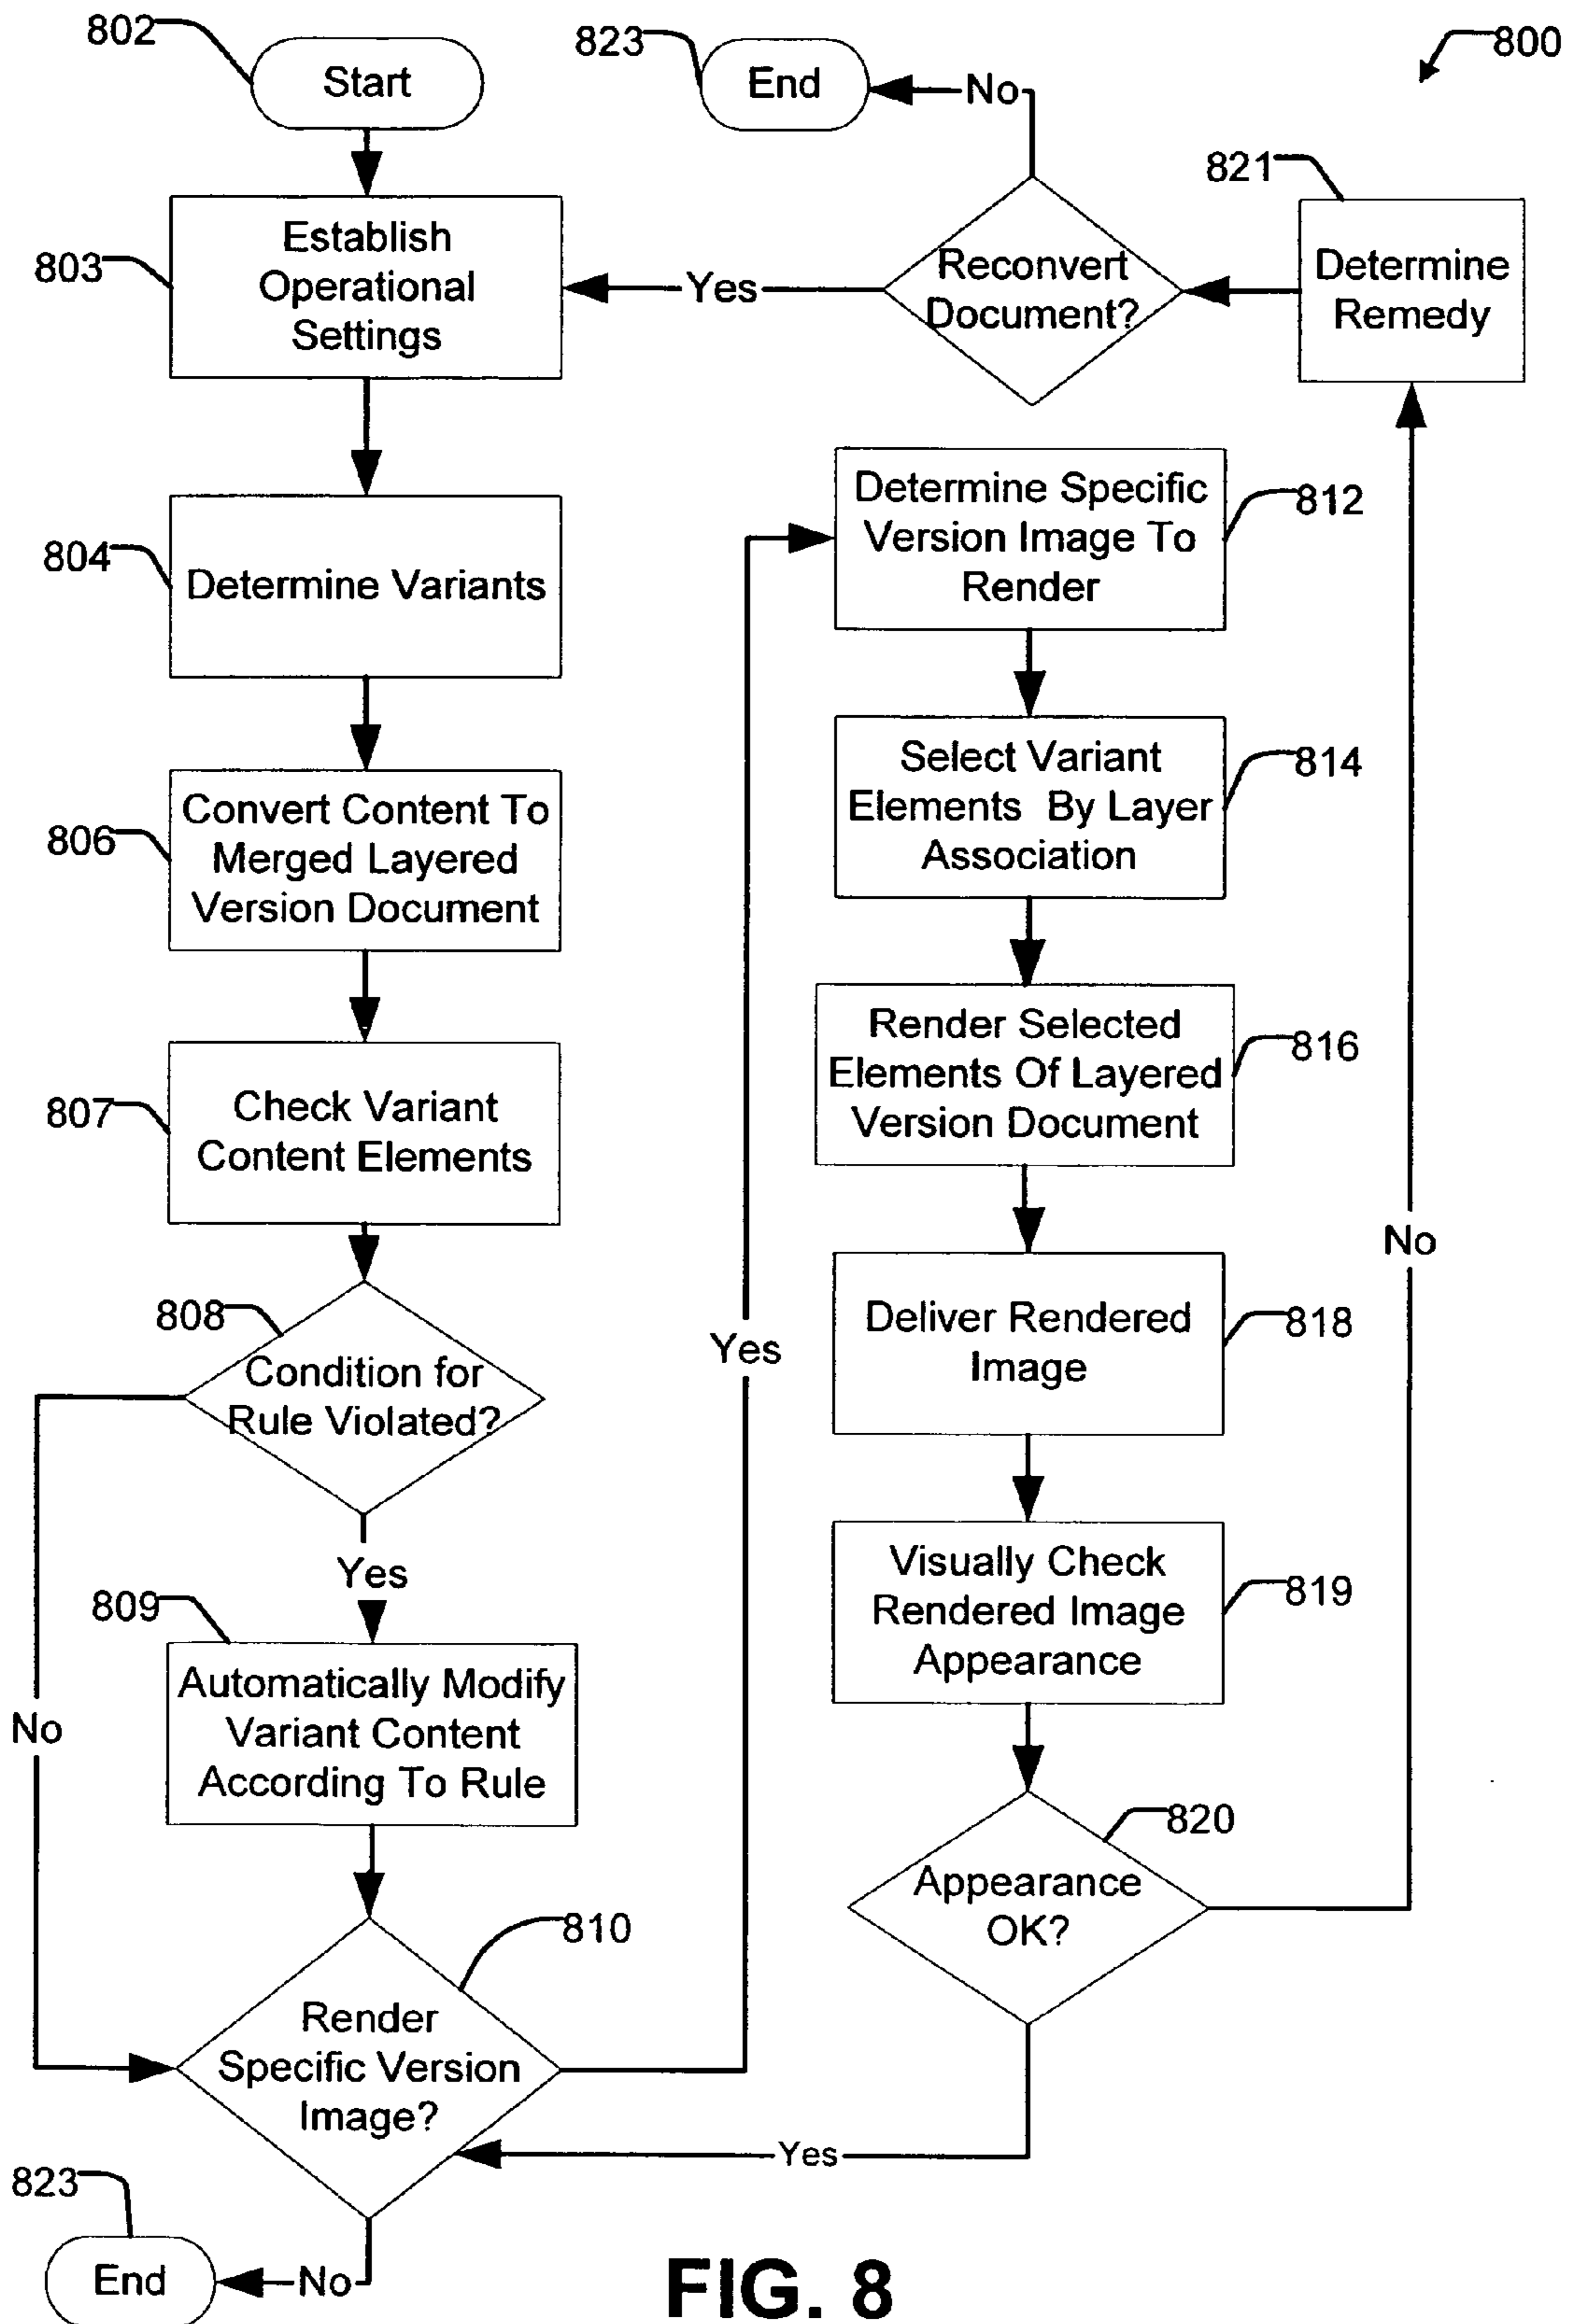 802
Start
823
End
No
800
821
803
Establish
Operational
Settings
Yes
Reconvert
Document?
Determine
Remedy
804
Determine Variants
Determine Specific
Version Image To
Render
812
806
Convert Content To
Merged Layered
Version Document
Select Variant
Elements By Layer
Association
814
807
Check Variant
Content Elements
Render Selected
Elements Of Layered
Version Document
816
808
Condition for
Rule Violated?
Yes
No
Deliver Rendered
Image
818
Yes
809
Automatically Modify
Variant Content
According To Rule
No
Visually Check
Rendered Image
Appearance
819
810
Render
Specific Version
Image?
820
Appearance
OK?
Yes
823
End
No
FIG. 8